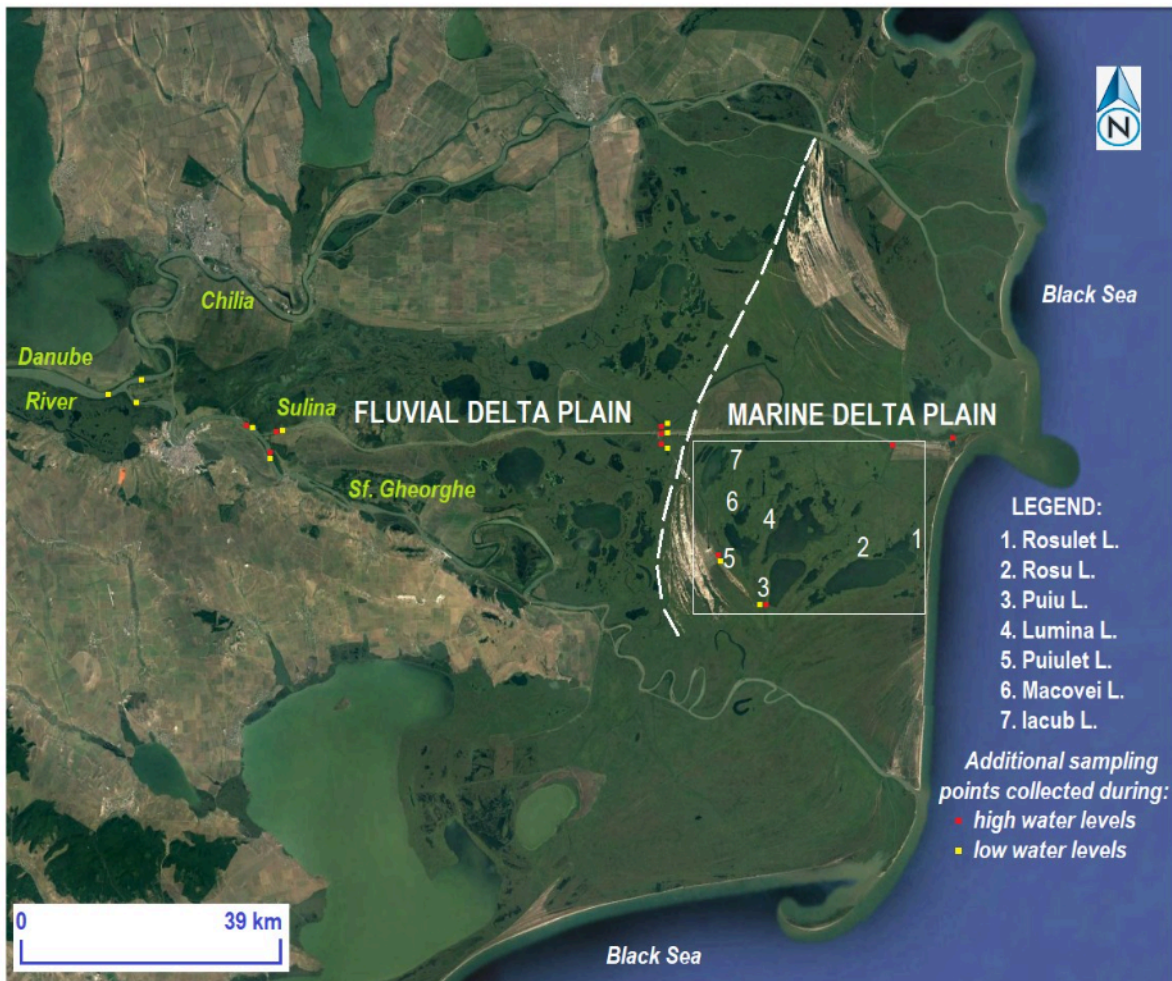 N
Black Sea
Chilia
Danube
River
Sulina
FLUVIAL DELTA PLAIN
MARINE DELTA PLAIN
Sf. Gheorghe
7
6
4
5
3
2
1
LEGEND:
1. Rosulet L.
2. Rosu L.
3. Puiu L.
4. Lumina L.
5. Puiulet L.
6. Macovei L.
7. Iacub L.
Additional sampling
points collected during:
high water levels
low water levels
0 39 km
Black Sea